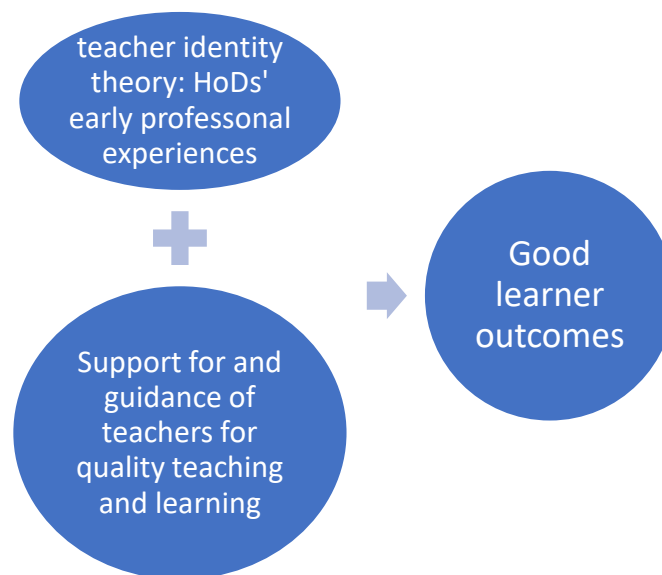 teacher identity
theory: HoDs'
early professonal
experiences
Support for and
guidance of
teachers for
quality teaching
and learning
Good
learner
outcomes